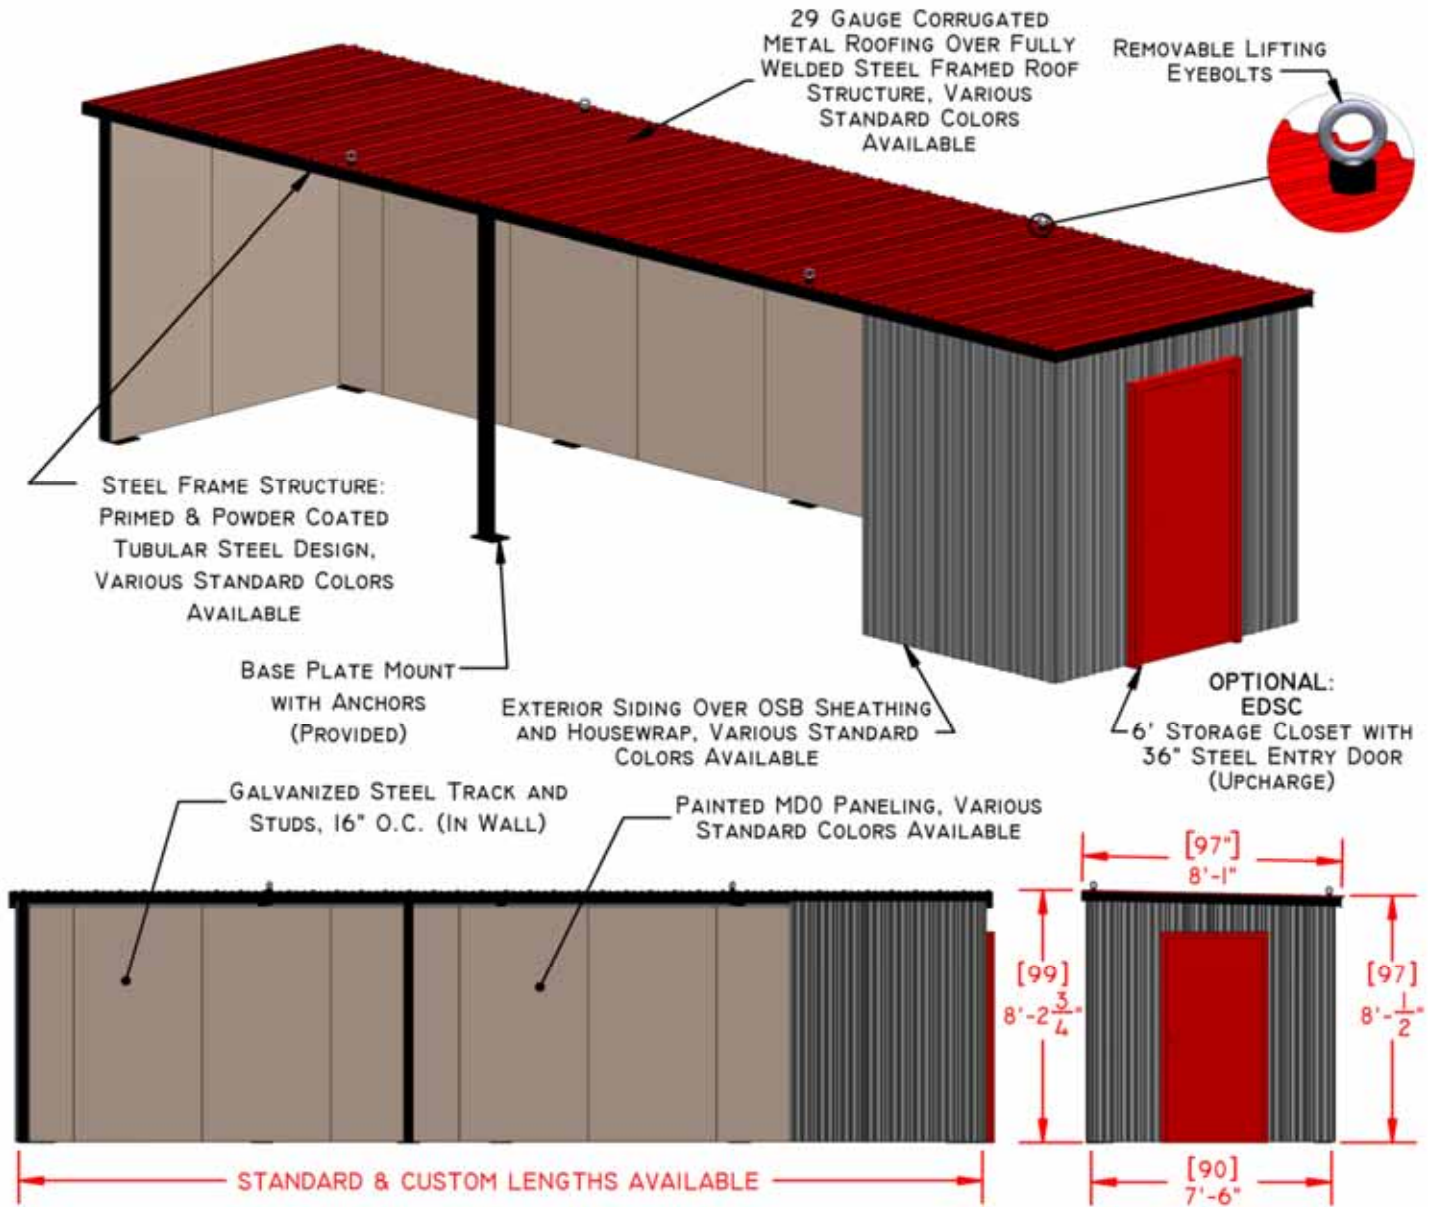 29 GAUGE CORRUGATED
METAL ROOFING OVER FULLY
WELDED STEEL FRAMED ROOF
STRUCTURE, VARIOUS
STANDARD COLORS
AVAILABLE
REMOVABLE LIFTING
EYEBOLTS
STEEL FRAME STRUCTURE:
PRIMED & POWDER COATED
TUBULAR STEEL DESIGN,
VARIOUS STANDARD COLORS
AVAILABLE
BASE PLATE MOUNT
WITH ANCHORS
(PROVIDED)
EXTERIOR SIDING OVER OSB SHEATHING
AND HOUSEWRAP, VARIOUS STANDARD
COLORS AVAILABLE
OPTIONAL:
EDSC
6' STORAGE CLOSET WITH
36" STEEL ENTRY DOOR
(UPCHARGE)
GALVANIZED STEEL TRACK AND
STUDS, 16" O.C. (IN WALL)
PAINTED MDO PANELING, VARIOUS
STANDARD COLORS AVAILABLE
[97"]
8'-1"
[99]
8'-2 3/4"
[97]
8'-1/2"
[90]
7'-6"
STANDARD & CUSTOM LENGTHS AVAILABLE